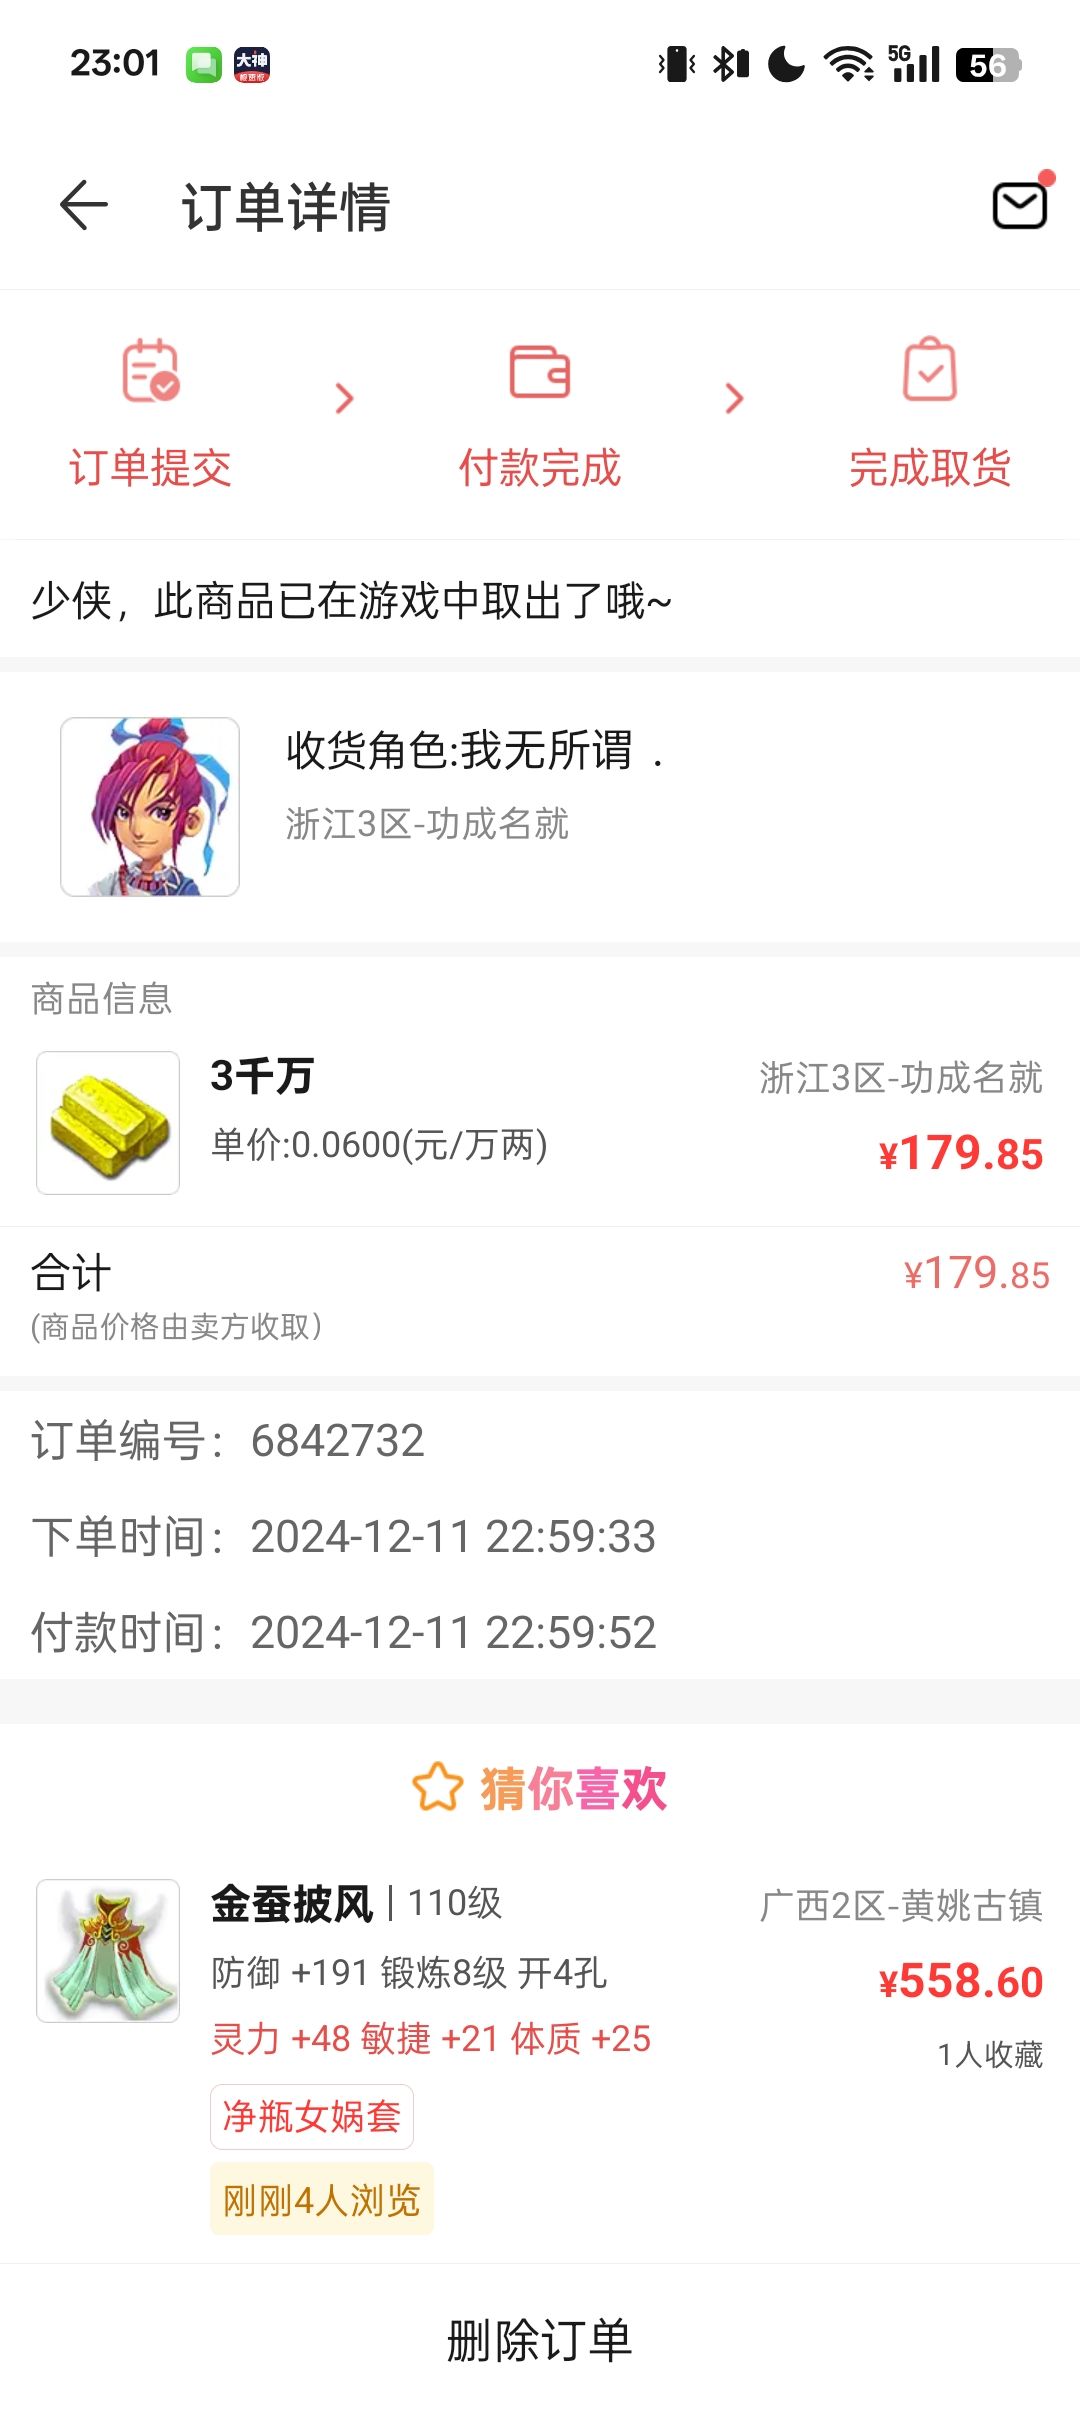 23:01 大神 5G 56
订单详情
订单提交 付款完成 完成取货
少侠，此商品已在游戏中取出了哦~
收货角色:我无所谓 .
浙江3区-功成名就
商品信息
3千万 浙江3区-功成名就
单价:0.0600(元/万两) ¥179.85
合计 ¥179.85
(商品价格由卖方收取)
订单编号：6842732
下单时间：2024-12-11 22:59:33
付款时间：2024-12-11 22:59:52
猜你喜欢
金蚕披风 | 110级 广西2区-黄姚古镇
防御 +191 锻炼8级 开4孔 ¥558.60
灵力 +48 敏捷 +21 体质 +25 1人收藏
净瓶女娲套
刚刚4人浏览
删除订单